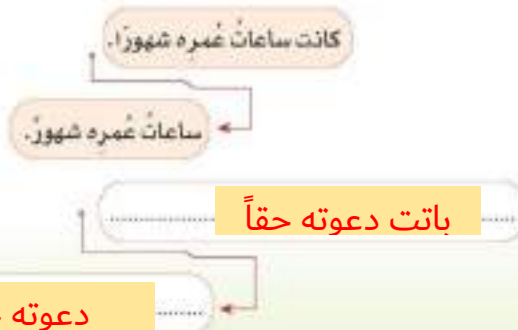 كانت ساعاتُ عُمرِه شهورًا.
ساعاتُ عُمرِه شهورٌ.
باتت دعوته حقاً
دعوته